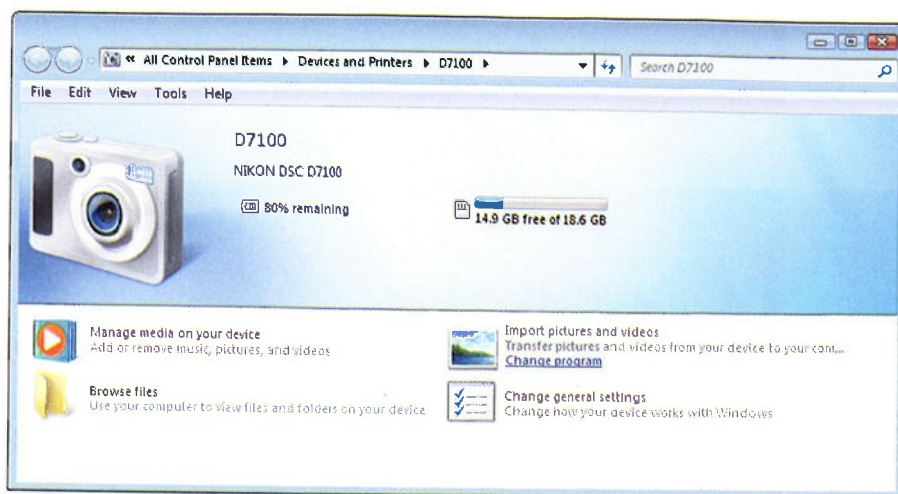 « All Control Panel Items ▸ Devices and Printers ▸ D7100 ▸
Search D7100
File Edit View Tools Help
D7100
NIKON DSC D7100
80% remaining
14.9 GB free of 18.6 GB
Manage media on your device
Add or remove music, pictures, and videos
Import pictures and videos
Transfer pictures and videos from your device to your com...
Change program
Browse files
Use your computer to view files and folders on your device
Change general settings
Change how your device works with Windows